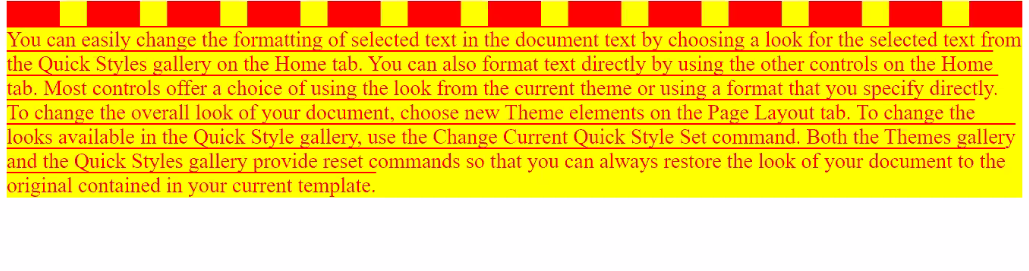 You can easily change the formatting of selected text in the document text by choosing a look for the selected text from
the Quick Styles gallery on the Home tab. You can also format text directly by using the other controls on the Home
tab. Most controls offer a choice of using the look from the current theme or using a format that you specify directly.
To change the overall look of your document, choose new Theme elements on the Page Layout tab. To change the
looks available in the Quick Style gallery, use the Change Current Quick Style Set command. Both the Themes gallery
and the Quick Styles gallery provide reset commands so that you can always restore the look of your document to the
original contained in your current template.